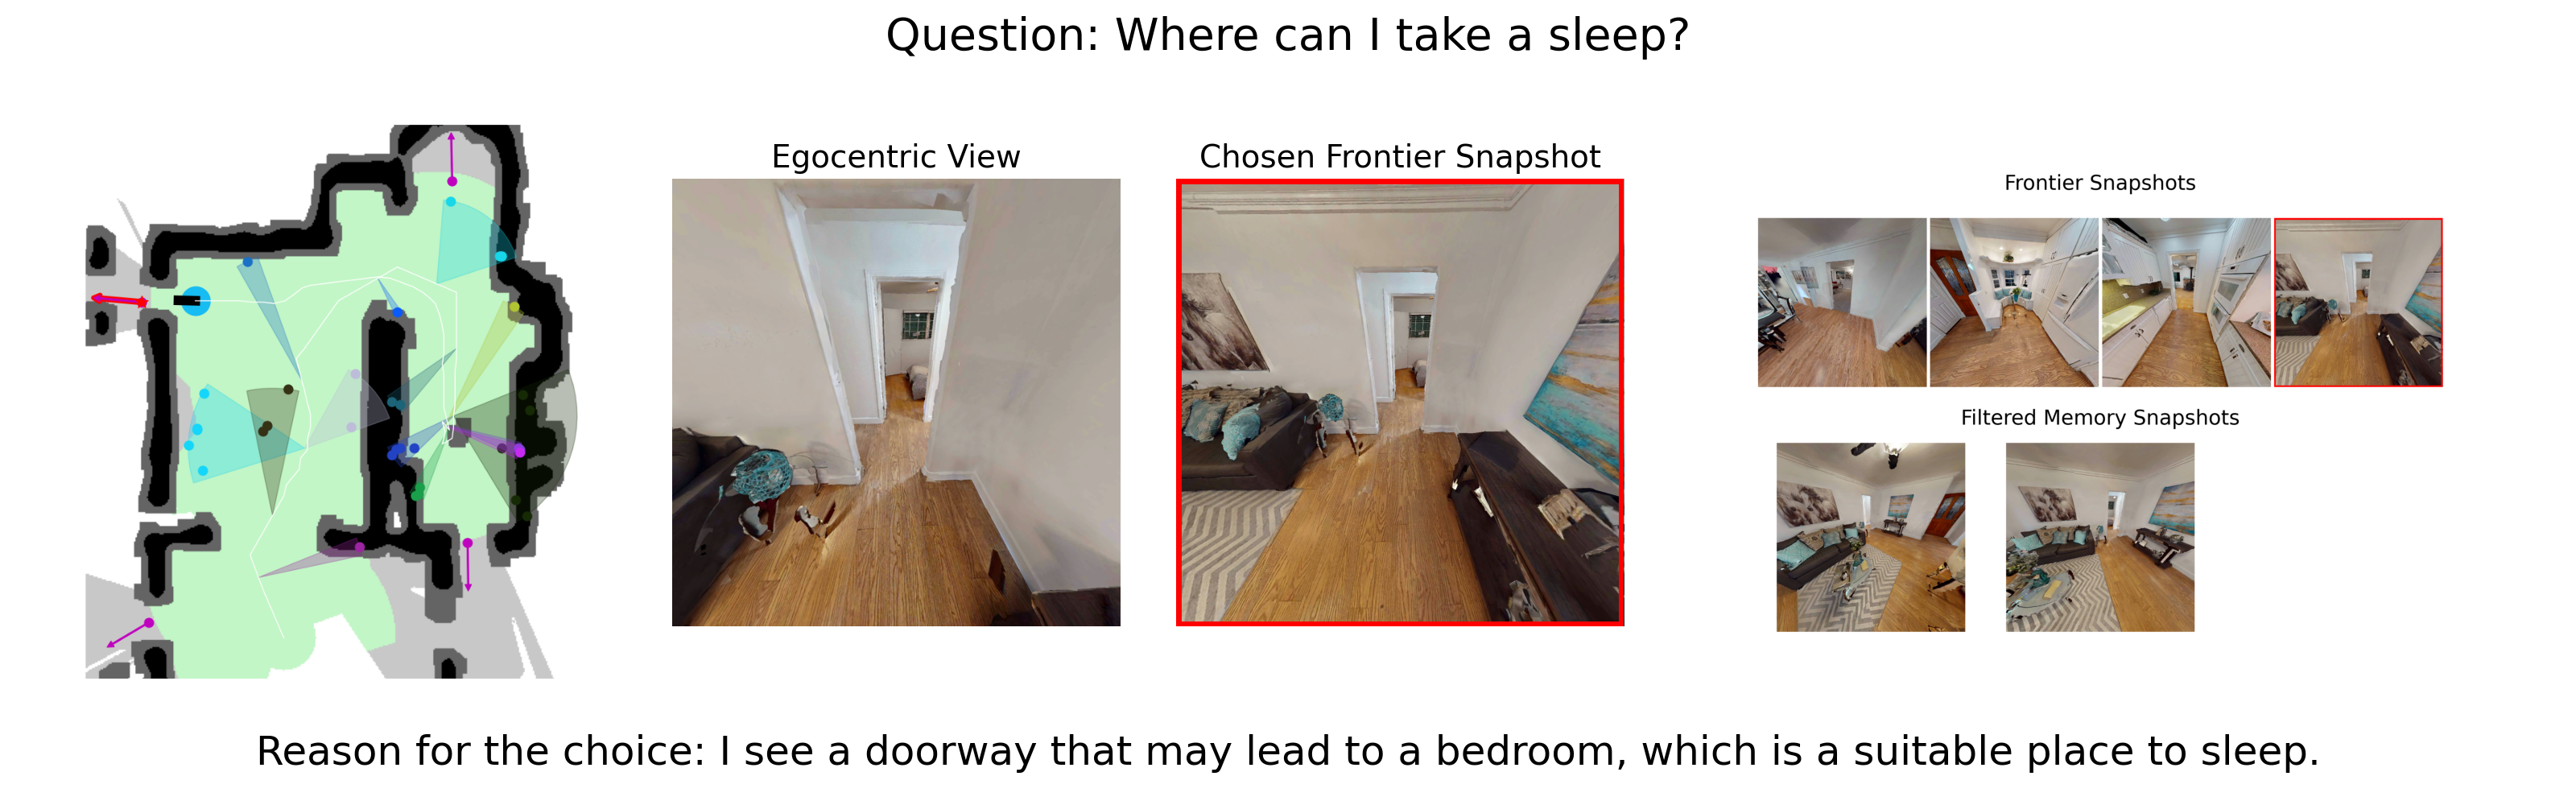 Question: Where can I take a sleep?
Egocentric View
Chosen Frontier Snapshot
Frontier Snapshots
Filtered Memory Snapshots
Reason for the choice: I see a doorway that may lead to a bedroom, which is a suitable place to sleep.